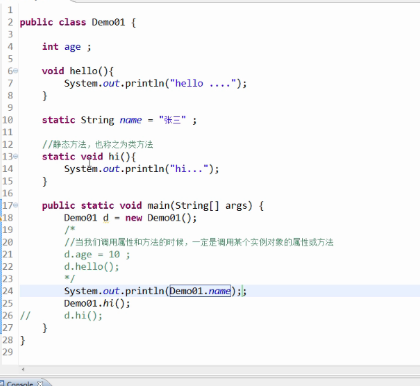 1
2 public class Demo01 {
3
4 int age ;
5
6 void hello(){
7 System.out.println("hello ....");
8 }
9
10 static String name = "张三" ;
11
12 //静态方法，也称之为类方法
13 static void hi(){
14 System.out.println("hi...");
15 }
16
17 public static void main(String[] args) {
18 Demo01 d = new Demo01();
19 /*
20 //当我们调用属性和方法的时候，一定是调用某个实例对象的属性或方法
21 d.age = 10 ;
22 d.hello();
23 */
24 System.out.println(Demo01.name);;
25 Demo01.hi();
26 // d.hi();
27 }
28 }
29
Console